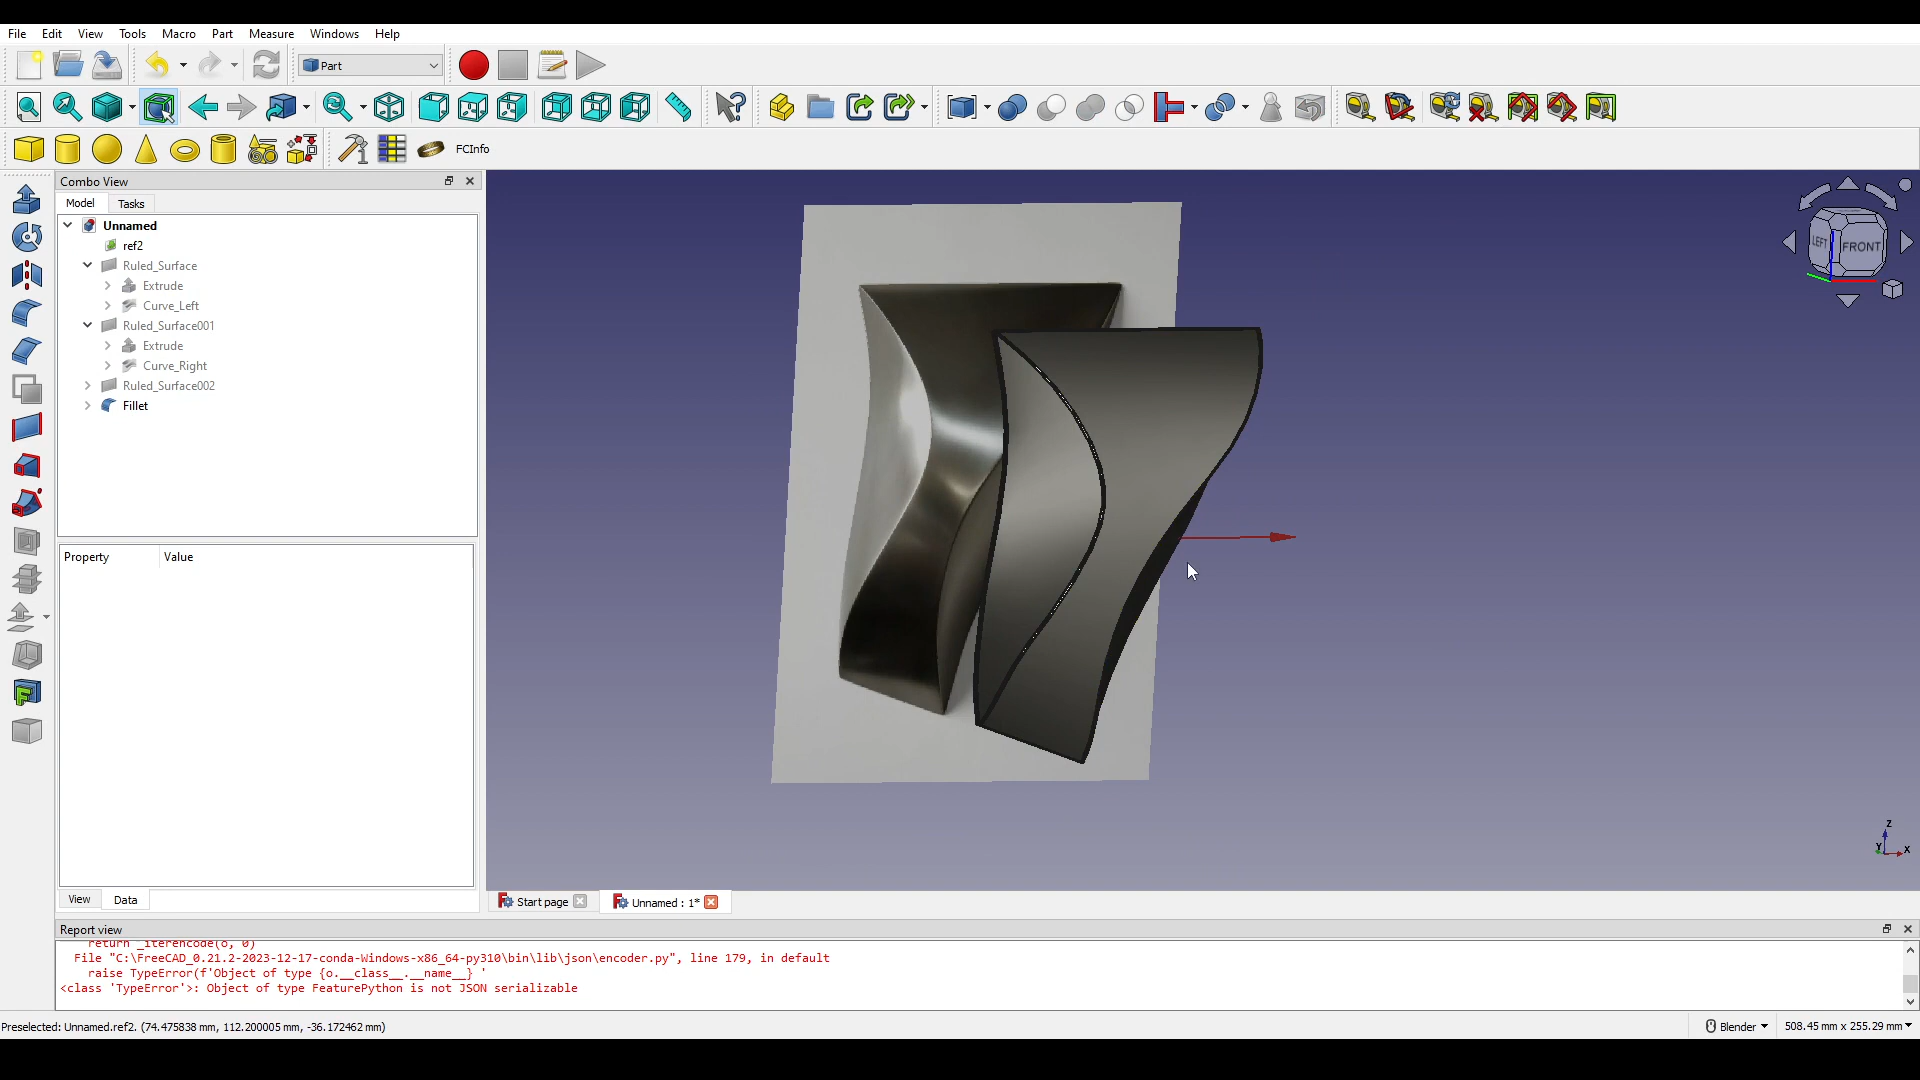 File Edit View Tools Macro Part Measure Windows Help
Part
FCInfo
Combo View
Model Tasks
Unnamed
ref2
Ruled_Surface
Extrude
Curve_Left
Ruled_Surface001
Extrude
Curve_Right
Ruled_Surface002
Fillet
Property Value
View Data
LEFT FRONT
Z
Y X
Start page Unnamed : 1*
Report view
return _iterencode(o, 0)
File "C:\FreeCAD_0.21.2-2023-12-17-conda-Windows-x86_64-py310\bin\lib\json\encoder.py", line 179, in default
raise TypeError(f'Object of type {o.__class__.__name__} '
<class 'TypeError'>: Object of type FeaturePython is not JSON serializable
Preselected: Unnamed.ref2. (74.475838 mm, 112.200005 mm, -36.172462 mm)
Blender 508.45 mm x 255.29 mm